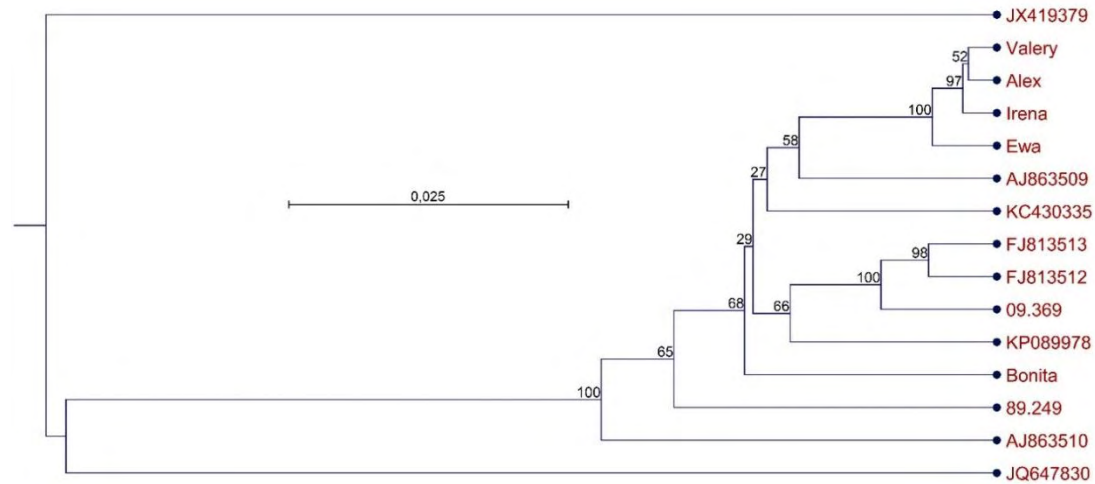 JX419379
Valery
52
Alex
97
Irena
100
Ewa
58
AJ863509
27
KC430335
0,025
FJ813513
29
98
FJ813512
100
09.369
68
66
KP089978
65
Bonita
100
89.249
AJ863510
JQ647830